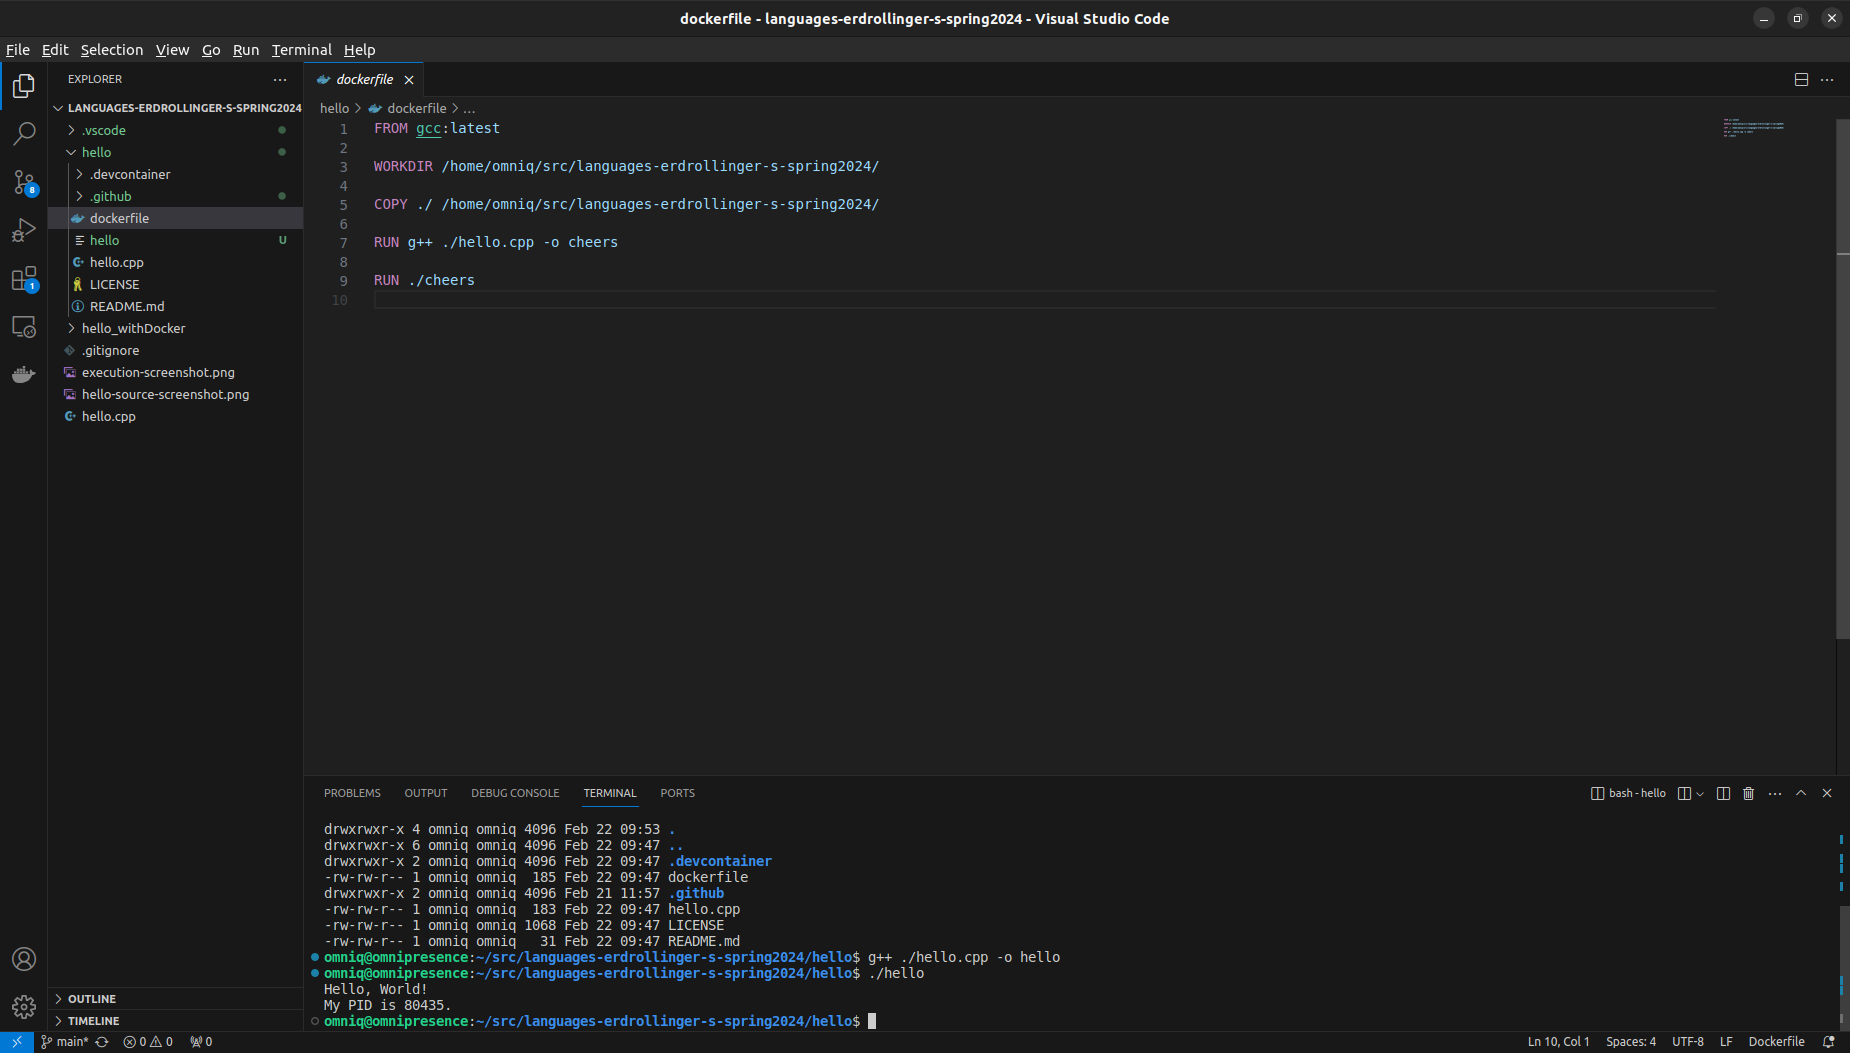 dockerfile - languages-erdrollinger-s-spring2024 - Visual Studio Code
File Edit Selection View Go Run Terminal Help
EXPLORER
LANGUAGES-ERDROLLINGER-S-SPRING2024
.vscode
hello
.devcontainer
.github
dockerfile
hello U
hello.cpp
LICENSE
README.md
hello_withDocker
.gitignore
execution-screenshot.png
hello-source-screenshot.png
hello.cpp
OUTLINE
TIMELINE
8
1
dockerfile
hello > dockerfile > ...
1 FROM gcc:latest
2
3 WORKDIR /home/omniq/src/languages-erdrollinger-s-spring2024/
4
5 COPY ./ /home/omniq/src/languages-erdrollinger-s-spring2024/
6
7 RUN g++ ./hello.cpp -o cheers
8
9 RUN ./cheers
10
PROBLEMS OUTPUT DEBUG CONSOLE TERMINAL PORTS
bash - hello
drwxrwxr-x 4 omniq omniq 4096 Feb 22 09:53 .
drwxrwxr-x 6 omniq omniq 4096 Feb 22 09:47 ..
drwxrwxr-x 2 omniq omniq 4096 Feb 22 09:47 .devcontainer
-rw-rw-r-- 1 omniq omniq  185 Feb 22 09:47 dockerfile
drwxrwxr-x 2 omniq omniq 4096 Feb 21 11:57 .github
-rw-rw-r-- 1 omniq omniq  183 Feb 22 09:47 hello.cpp
-rw-rw-r-- 1 omniq omniq 1068 Feb 22 09:47 LICENSE
-rw-rw-r-- 1 omniq omniq   31 Feb 22 09:47 README.md
omniq@omnipresence:~/src/languages-erdrollinger-s-spring2024/hello$ g++ ./hello.cpp -o hello
omniq@omnipresence:~/src/languages-erdrollinger-s-spring2024/hello$ ./hello
Hello, World!
My PID is 80435.
omniq@omnipresence:~/src/languages-erdrollinger-s-spring2024/hello$
main* 0 0 0 Ln 10, Col 1 Spaces: 4 UTF-8 LF Dockerfile